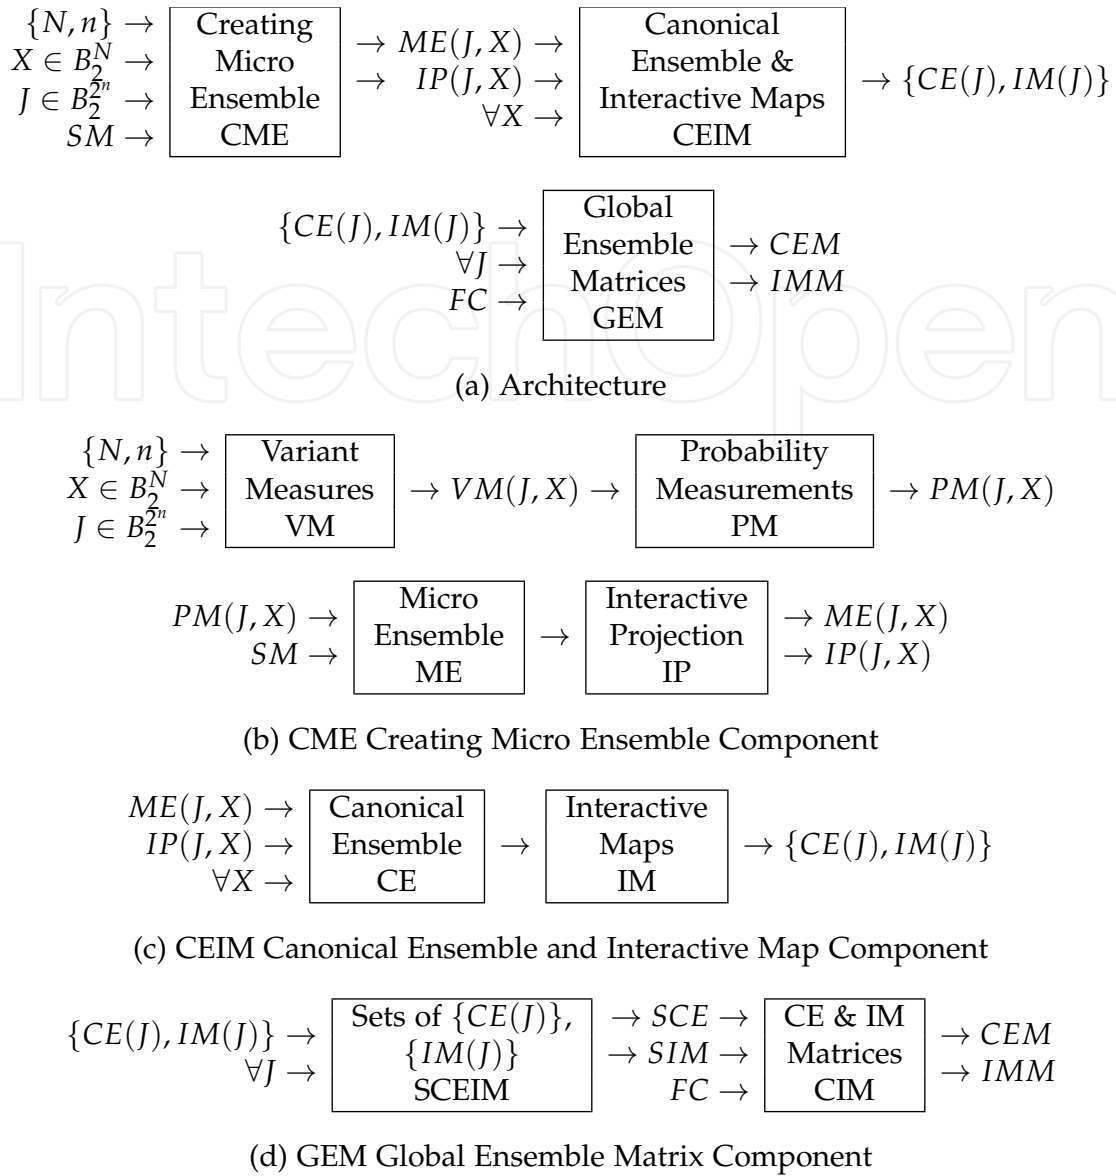 {N, n} → Creating
X ∈ B_2^N → Micro → ME(J, X) → Canonical
J ∈ B_2^{2^n} → Ensemble → IP(J, X) → Ensemble & → {CE(J), IM(J)}
SM → CME ∀X → Interactive Maps
CEIM
{CE(J), IM(J)} → Global
∀J → Ensemble → CEM
FC → Matrices → IMM
GEM
IntechOpen
(a) Architecture
{N, n} → Variant Probability
X ∈ B_2^N → Measures → VM(J, X) → Measurements → PM(J, X)
J ∈ B_2^{2^n} → VM PM
PM(J, X) → Micro Interactive → ME(J, X)
SM → Ensemble → Projection → IP(J, X)
ME IP
(b) CME Creating Micro Ensemble Component
ME(J, X) → Canonical Interactive
IP(J, X) → Ensemble → Maps → {CE(J), IM(J)}
∀X → CE IM
(c) CEIM Canonical Ensemble and Interactive Map Component
{CE(J), IM(J)} → Sets of {CE(J)}, → SCE → CE & IM → CEM
∀J → {IM(J)} → SIM → Matrices → IMM
SCEIM FC → CIM
(d) GEM Global Ensemble Matrix Component